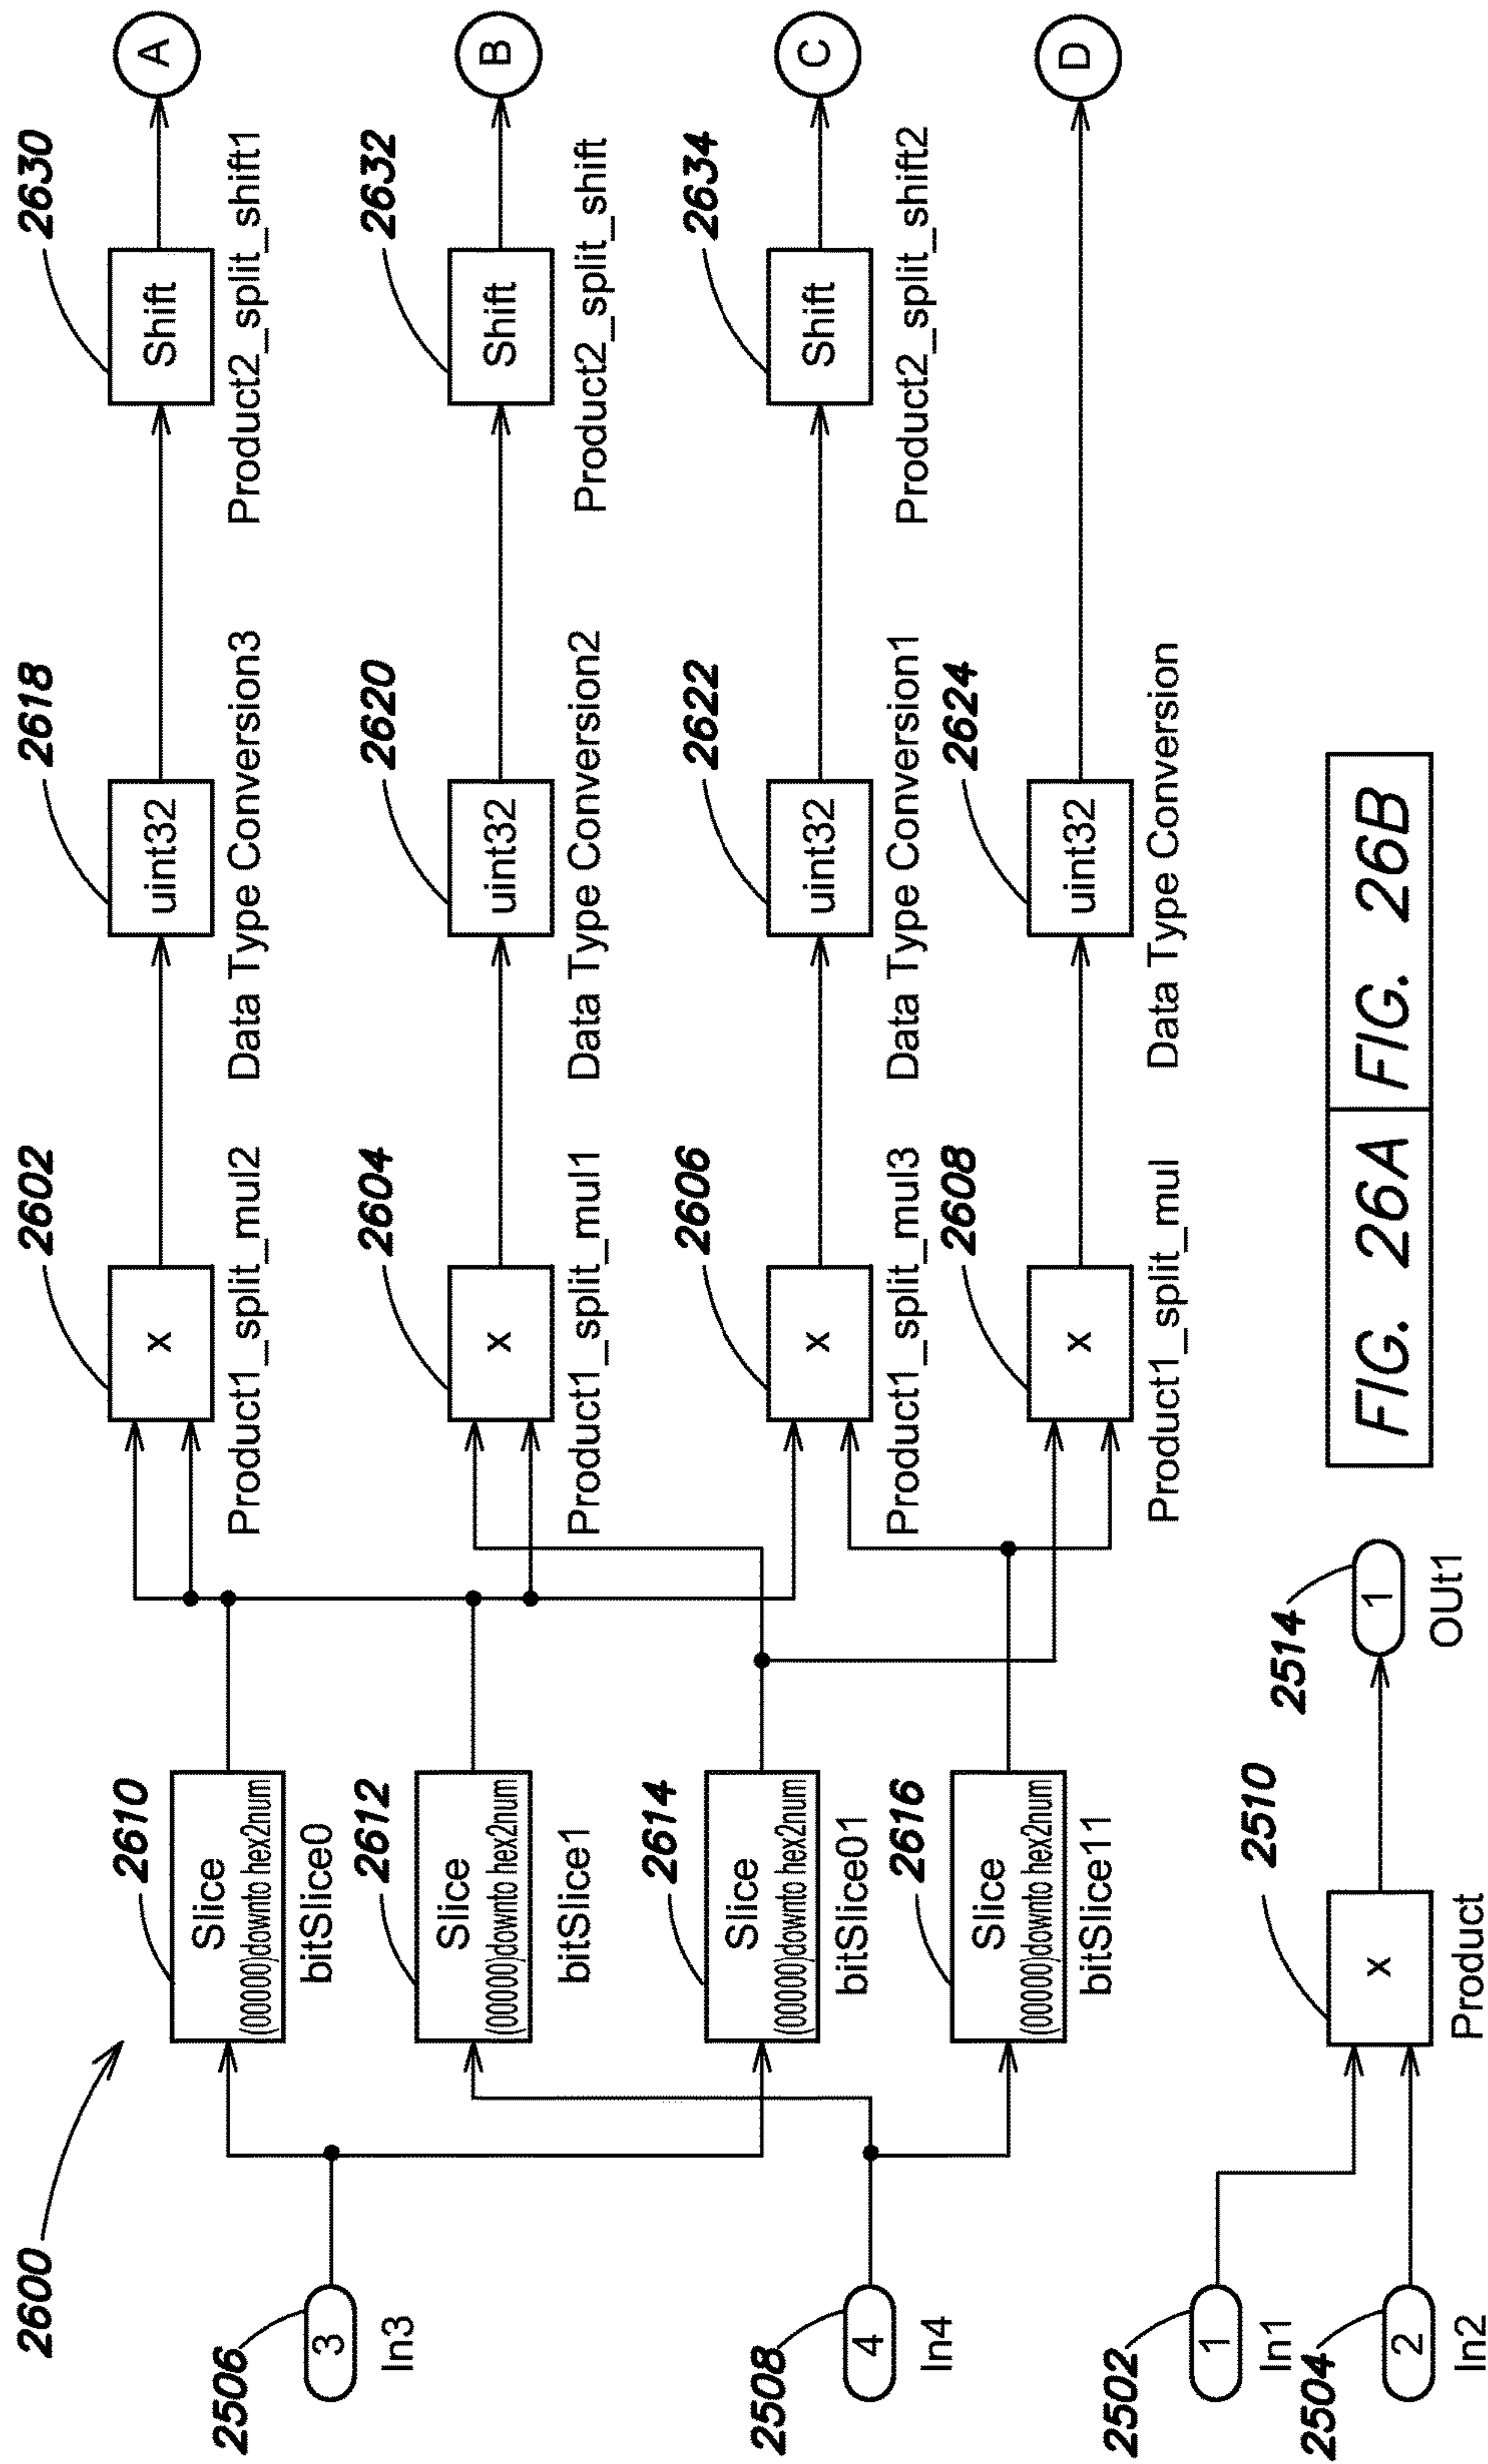 2600
2506
3
In3
2508
4
In4
2610
Slice
(00000)downto hex2num
bitSlice0
2612
Slice
(00000)downto hex2num
bitSlice1
2614
Slice
(00000)downto hex2num
bitSlice01
2616
Slice
(00000)downto hex2num
bitSlice11
2602
x
Product1_split_mul2
2604
x
Product1_split_mul1
2606
x
Product1_split_mul3
2608
x
Product1_split_mul
2618
uint32
Data Type Conversion3
2620
uint32
Data Type Conversion2
2622
uint32
Data Type Conversion1
2624
uint32
Data Type Conversion
2630
Shift
Product2_split_shift1
2632
Shift
Product2_split_shift
2634
Shift
Product2_split_shift2
A
B
C
D
2502
1
In1
2504
2
In2
2510
x
Product
2514
1
OUt1
FIG. 26A FIG. 26B